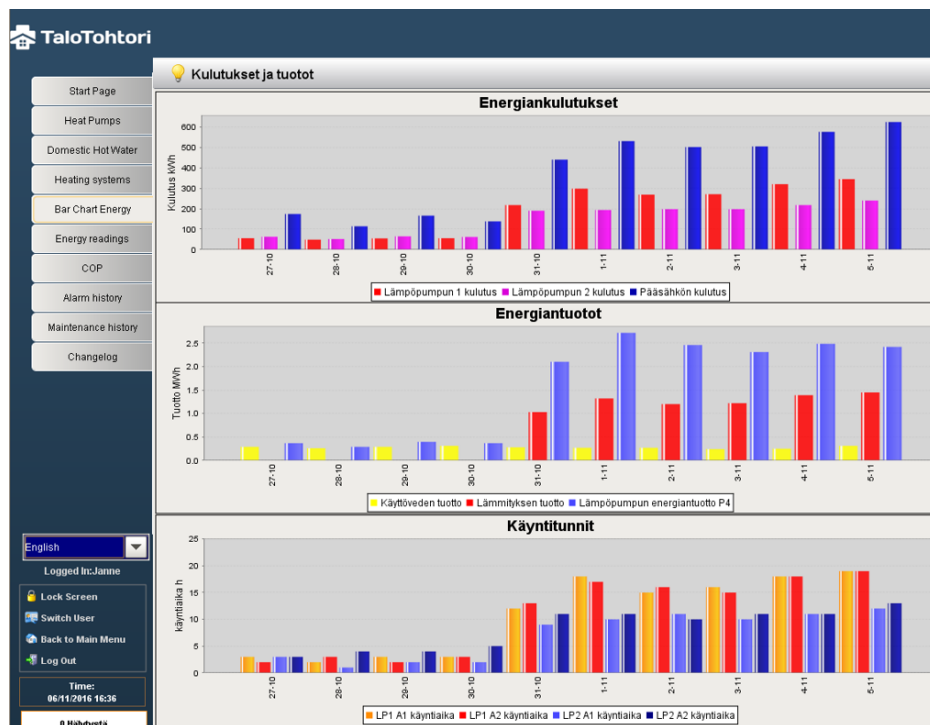 TaloTohtori
Start Page
Heat Pumps
Domestic Hot Water
Heating systems
Bar Chart Energy
Energy readings
COP
Alarm history
Maintenance history
Changelog
English
Logged In:Janne
Lock Screen
Switch User
Back to Main Menu
Log Out
Time:
06/11/2016 16:36
0 Hälytystä
Kulutukset ja tuotot
Energiankulutukset
Kulutus kWh
600
500
400
300
200
100
0
27-10 28-10 29-10 30-10 31-10 1-11 2-11 3-11 4-11 5-11
Lämpöpumpun 1 kulutus Lämpöpumpun 2 kulutus Pääsähkön kulutus
Energiantuotot
Tuotto MWh
2.5
2.0
1.5
1.0
0.5
0.0
27-10 28-10 29-10 30-10 31-10 1-11 2-11 3-11 4-11 5-11
Käyttöveden tuotto Lämmityksen tuotto Lämpöpumpun energiantuotto P4
Käyntitunnit
käyntiaika h
25
20
15
10
5
0
27-10 28-10 29-10 30-10 31-10 1-11 2-11 3-11 4-11 5-11
LP1 A1 käyntiaika LP1 A2 käyntiaika LP2 A1 käyntiaika LP2 A2 käyntiaika